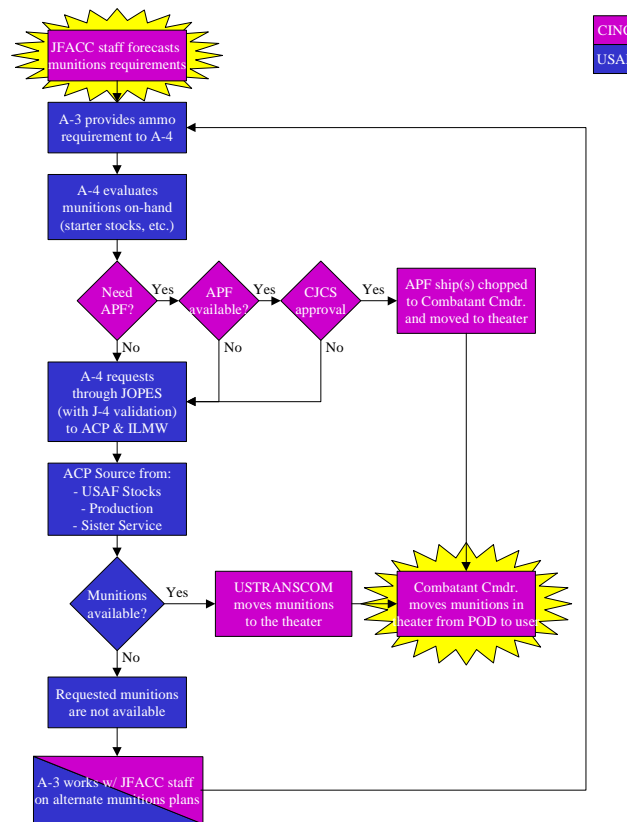 JFACC staff forecasts
munitions requirements
CINC
USAF
A-3 provides ammo
requirement to A-4
A-4 evaluates
munitions on-hand
(starter stocks, etc.)
Need
APF?
Yes
APF
available?
Yes
CJCS
approval
Yes
APF ship(s) chopped
to Combatant Cmdr.
and moved to theater
No
No
No
A-4 requests
through JOPES
(with J-4 validation)
to ACP & ILMW
ACP Source from:
- USAF Stocks
- Production
- Sister Service
Munitions
available?
Yes
USTRANSCOM
moves munitions
to the theater
Combatant Cmdr.
moves munitions in
heater from POD to use
No
Requested munitions
are not available
A-3 works w/ JFACC staff
on alternate munitions plans